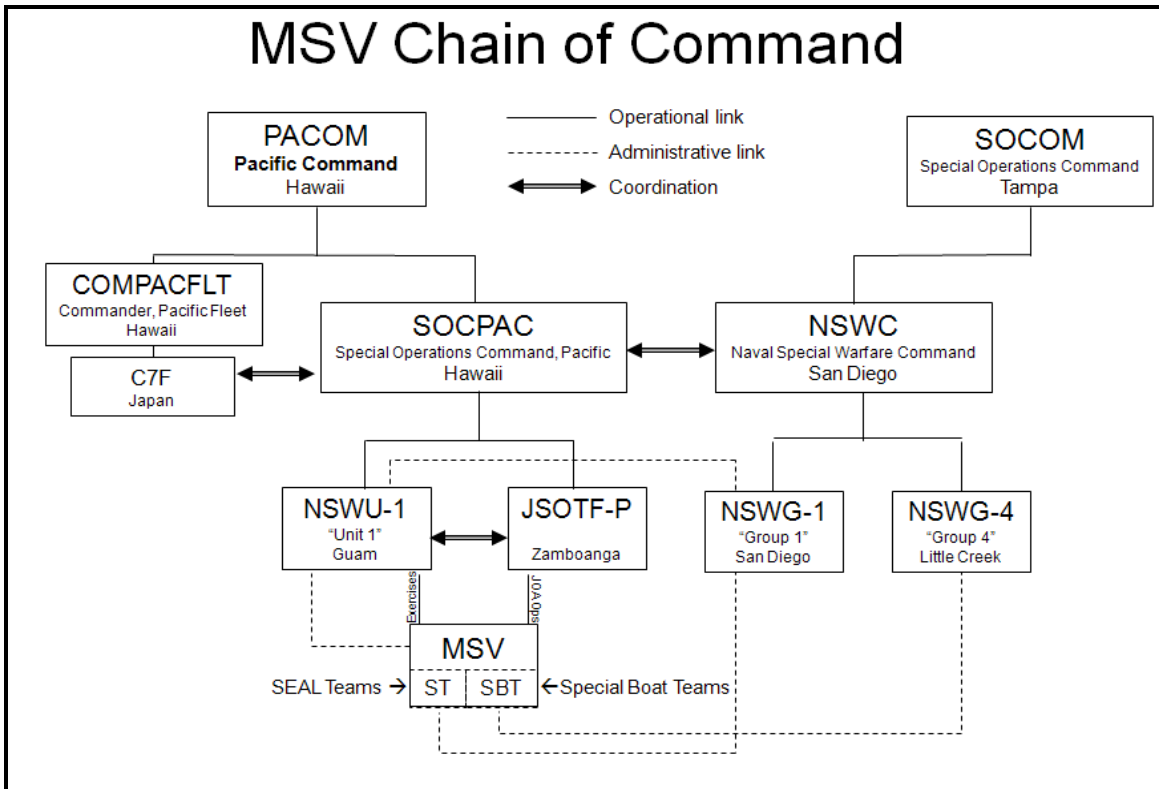 MSV Chain of Command
PACOM
Pacific Command
Hawaii
Operational link
Administrative link
Coordination
SOCOM
Special Operations Command
Tampa
COMPACFLT
Commander, Pacific Fleet
Hawaii
C7F
Japan
SOCPAC
Special Operations Command, Pacific
Hawaii
NSWC
Naval Special Warfare Command
San Diego
NSWU-1
“Unit 1”
Guam
JSOTF-P
Zamboanga
NSWG-1
“Group 1”
San Diego
NSWG-4
“Group 4”
Little Creek
Exercises
JOA Ops
MSV
SEAL Teams →
ST
SBT
←Special Boat Teams